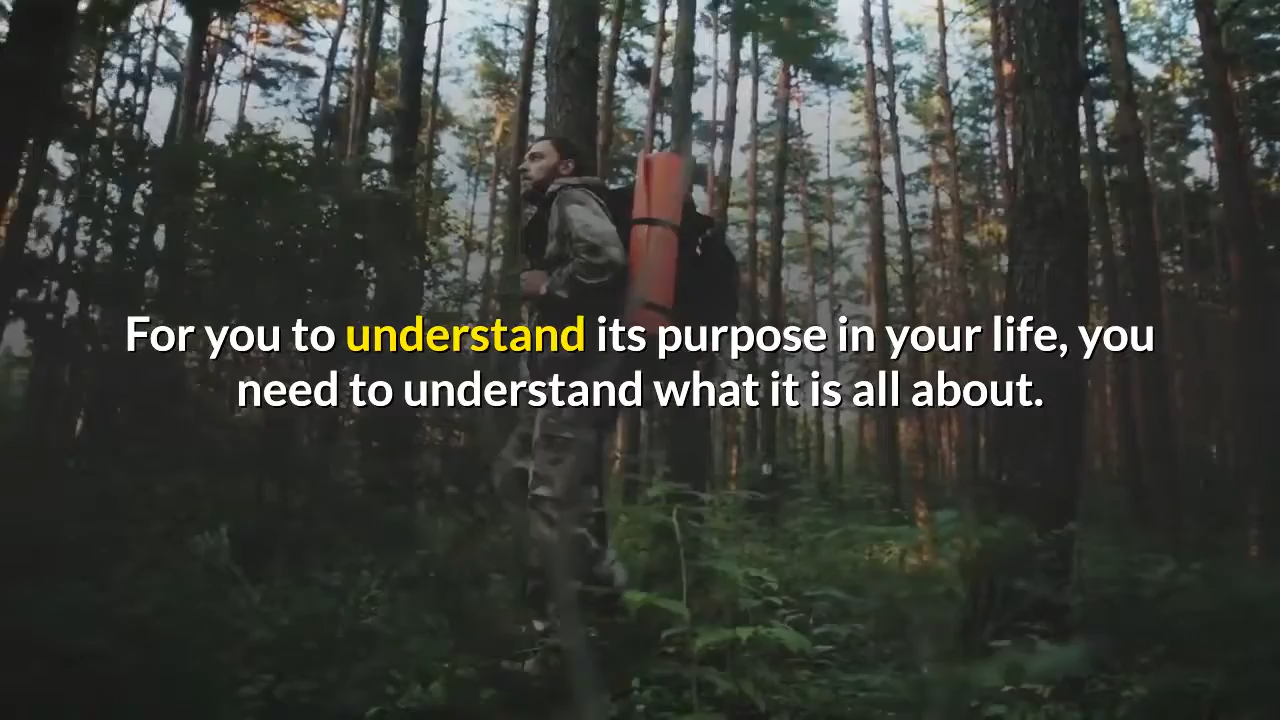 For you to understand its purpose in your life, you
need to understand what it is all about.